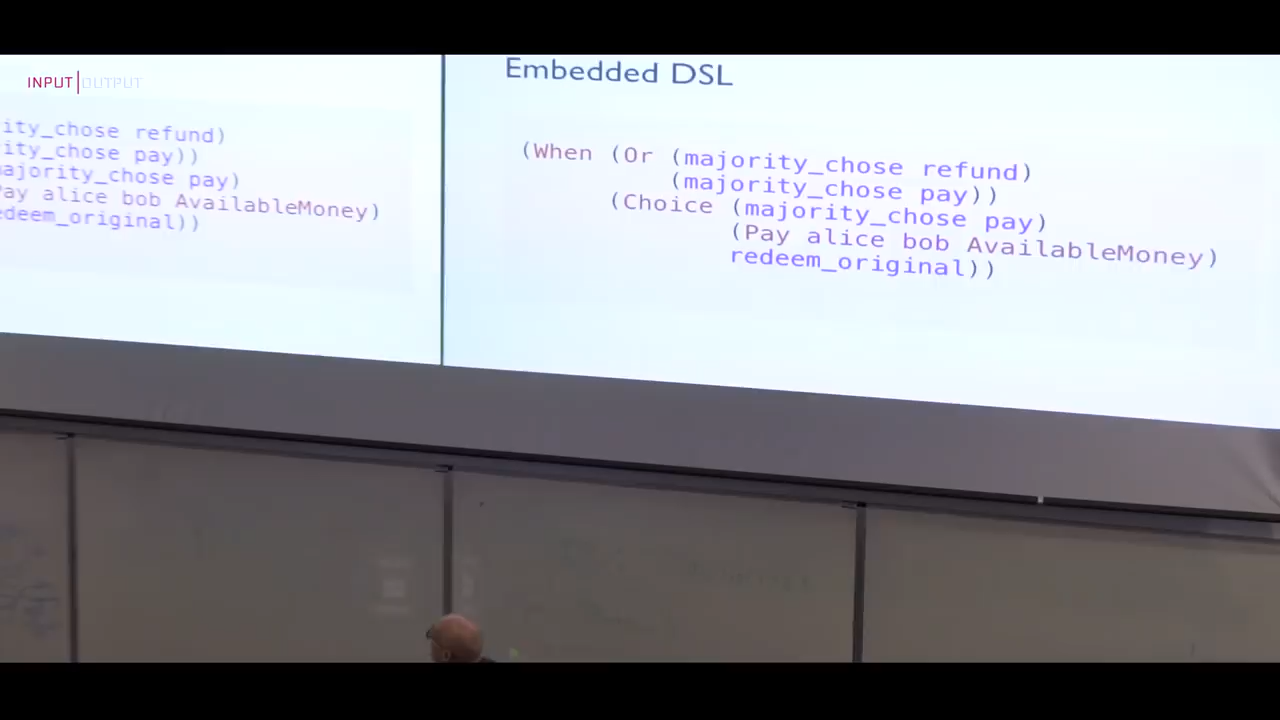 INPUT|OUTPUT
ity_chose refund)
ity_chose pay))
ajority_chose pay)
Pay alice bob AvailableMoney)
edeem_original))
Embedded DSL
(When (Or (majority_chose refund)
(majority_chose pay))
(Choice (majority_chose pay)
(Pay alice bob AvailableMoney)
redeem_original))